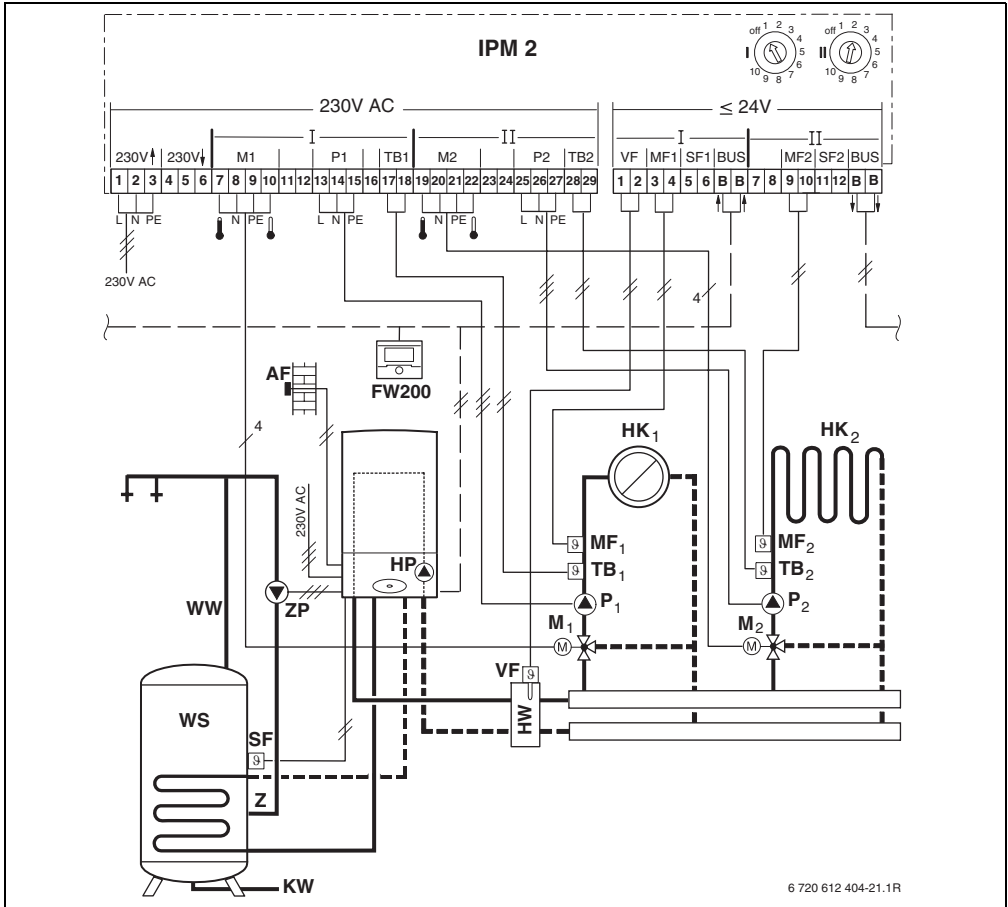 IPM 2
off 1 2 3 4 5 6 7 8 9 10
I
off 1 2 3 4 5 6 7 8 9 10
II
230V AC
≤ 24V
I
II
I
II
230V↑ 230V↓ M1 P1 TB1 M2 P2 TB2 VF MF1 SF1 BUS MF2 SF2 BUS
1 2 3 4 5 6 7 8 9 10 11 12 13 14 15 16 17 18 19 20 21 22 23 24 25 26 27 28 29 1 2 3 4 5 6 B B 7 8 9 10 11 12 B B
L N PE N PE L N PE N PE L N PE
230V AC
4
FW200
AF
4
HK1
HK2
230V AC
MF1
MF2
HP
TB1
TB2
ZP
P1
P2
WW
M1
M
M2
M
VF
HW
WS
SF
Z
KW
6 720 612 404-21.1R